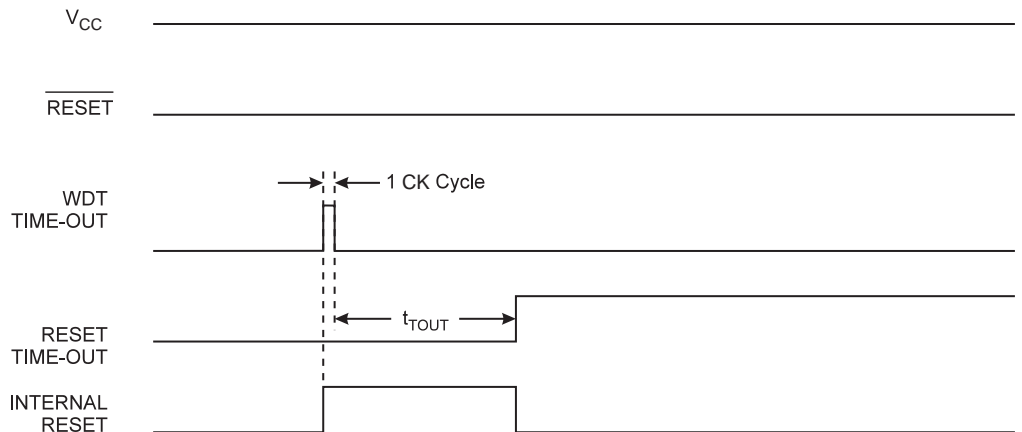 VCC
RESET
1 CK Cycle
WDT
TIME-OUT
tTOUT
RESET
TIME-OUT
INTERNAL
RESET